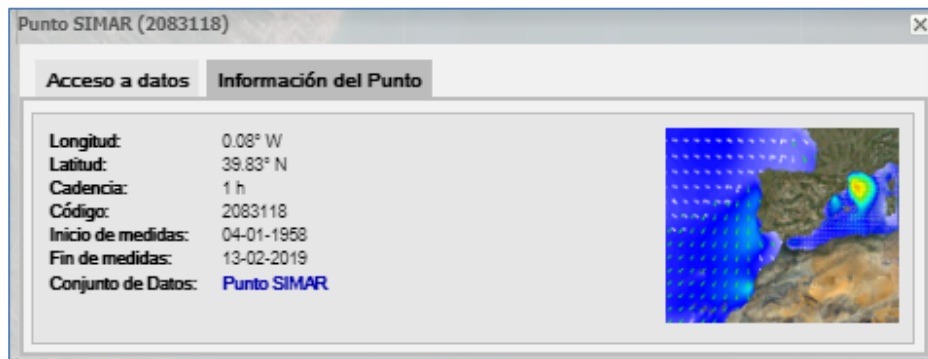 Punto SIMAR (2083118)
Acceso a datos Información del Punto
Longitud: 0.08° W
Latitud: 39.83° N
Cadencia: 1 h
Código: 2083118
Inicio de medidas: 04-01-1958
Fin de medidas: 13-02-2019
Conjunto de Datos: Punto SIMAR